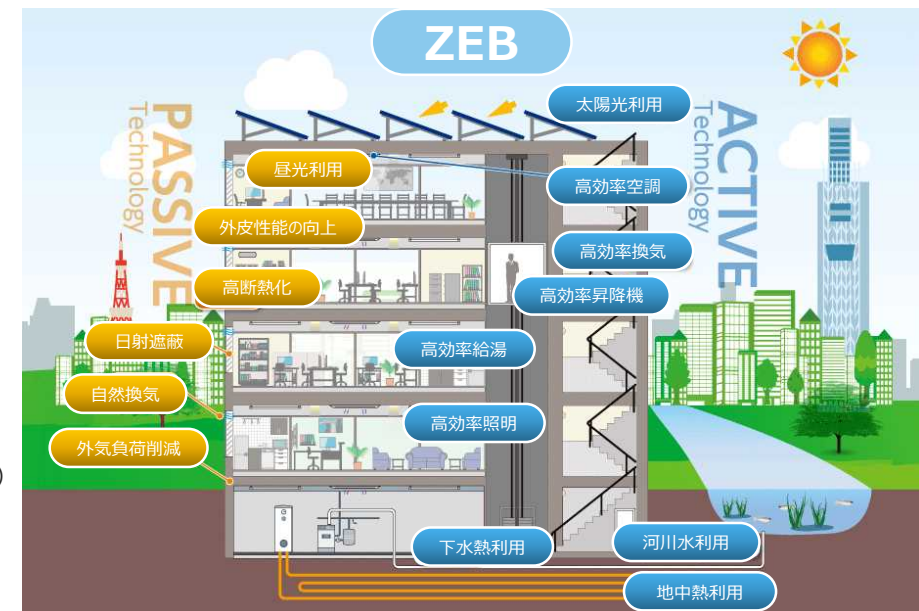 ZEB
PASSIVE
Technology
ACTIVE
Technology
太陽光利用
昼光利用
高効率空調
外皮性能の向上
高効率換気
高断熱化
高効率昇降機
日射遮蔽
高効率給湯
自然換気
高効率照明
外気負荷削減
)
下水熱利用
河川水利用
地中熱利用